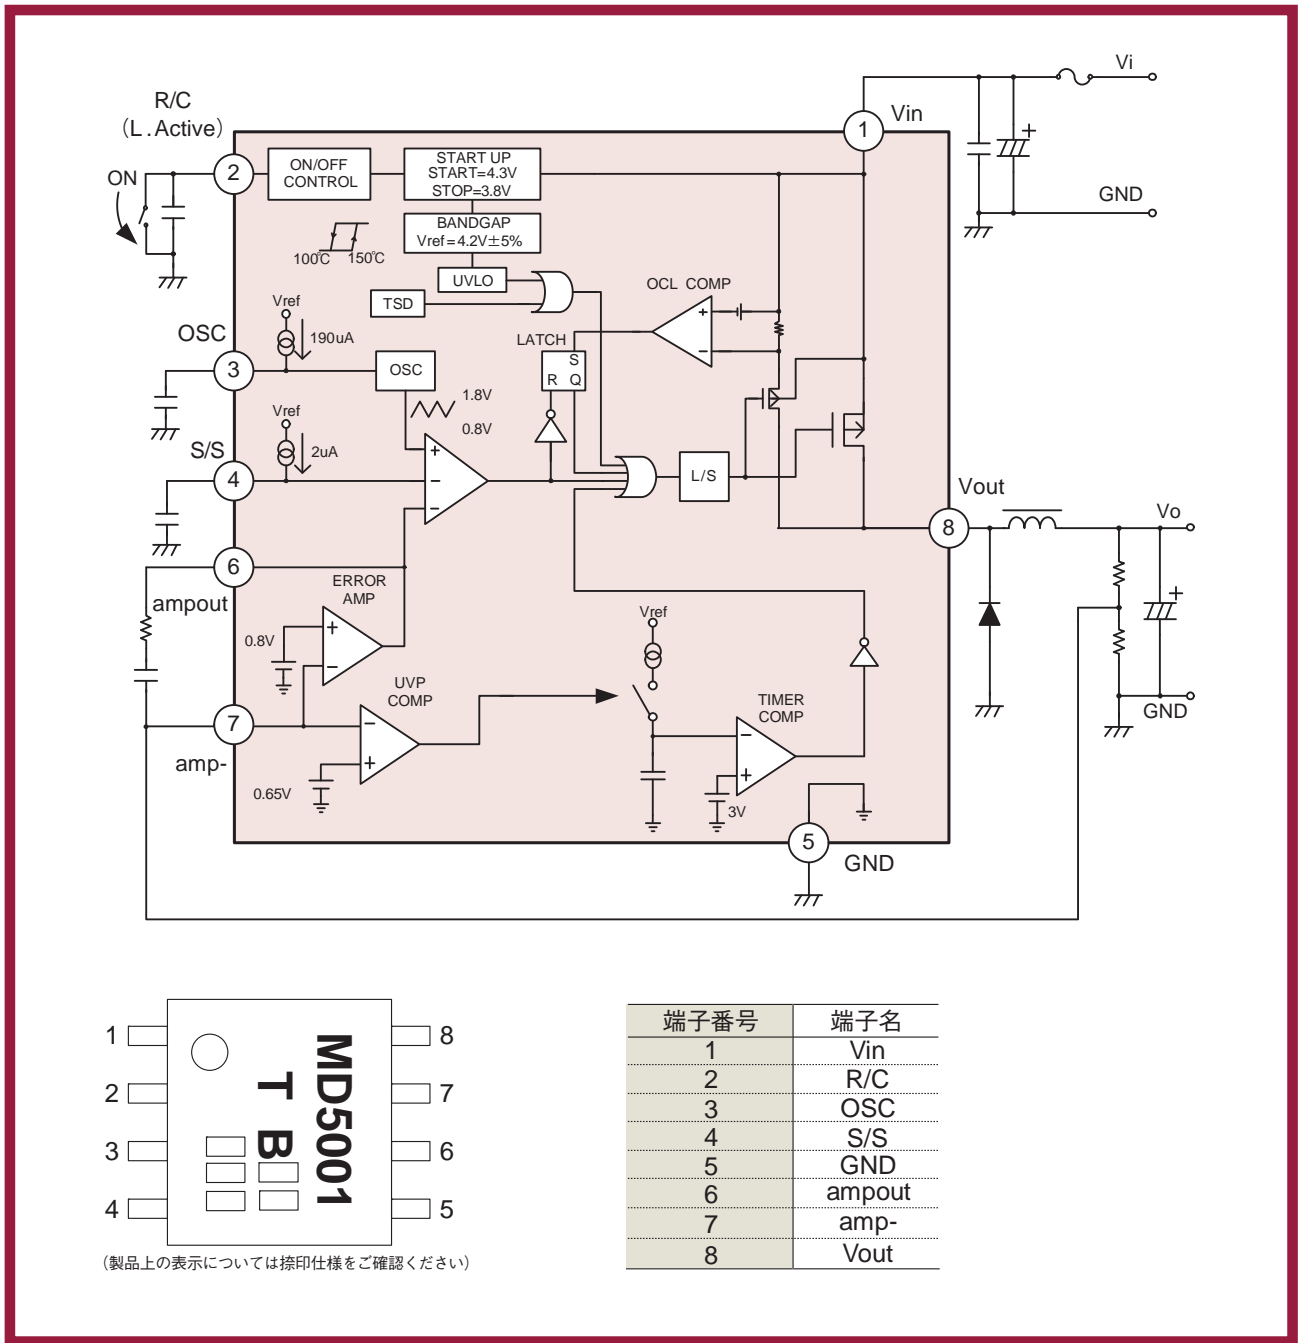 Vi
R/C
(L.Active)
Vin
1
ON
2
ON/OFF
CONTROL
START UP
START=4.3V
STOP=3.8V
GND
BANDGAP
Vref=4.2V±5%
100℃ 150℃
UVLO
TSD
OCL COMP
Vref
OSC
190uA
LATCH
3
OSC
S
R Q
1.8V
0.8V
Vref
S/S
2uA
4
L/S
Vout
8
Vo
6
ampout
ERROR
AMP
0.8V
Vref
UVP
COMP
TIMER
COMP
GND
7
amp-
0.65V
3V
5
GND
1
2
3
4
MD5001
T B
8
7
6
5
(製品上の表示については捺印仕様をご確認ください)
端子番号 端子名
1 Vin
2 R/C
3 OSC
4 S/S
5 GND
6 ampout
7 amp-
8 Vout